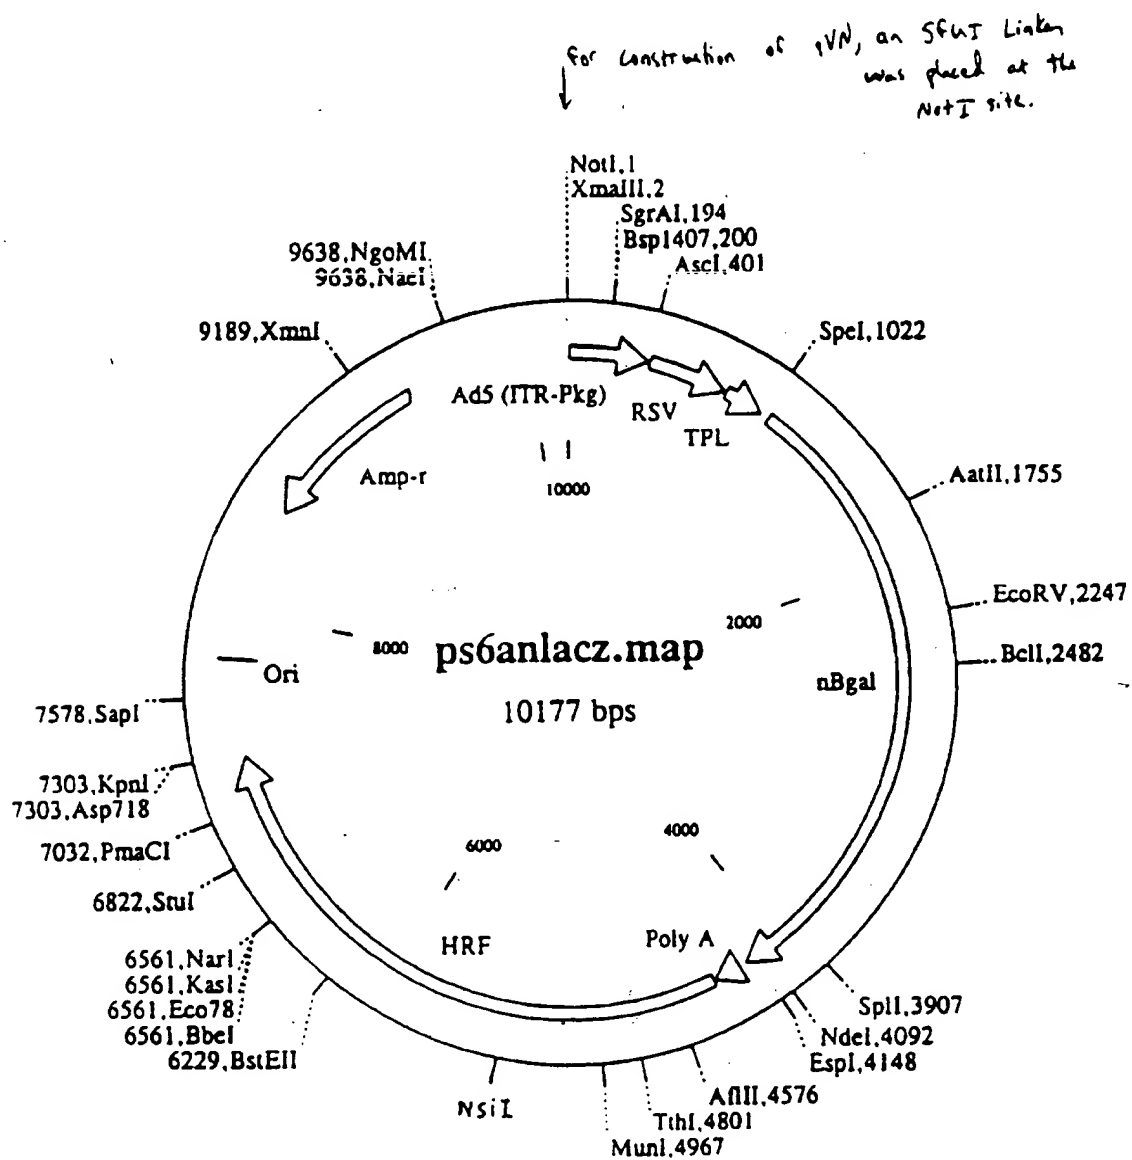 for construction of pVN, an SfuI Linker
was placed at the
NotI site.
NotI,1
XmaIII,2
SgrAI,194
Bsp1407,200
AscI,401
9638,NgoMI
9638,NaeI
9189,XmnI
SpeI,1022
Ad5 (ITR-Pkg)
RSV
TPL
Amp-r
10000
AatII,1755
EcoRV,2247
2000
8000
ps6anlacz.map
BclI,2482
Ori
nBgal
7578,SapI
10177 bps
7303,KpnI
7303,Asp718
4000
6000
7032,PmaCI
6822,StuI
HRF
Poly A
6561,NarI
6561,KasI
6561,Eco78
6561,BbeI
6229,BstEII
SplI,3907
NdeI,4092
EspI,4148
AflII,4576
NsiI
TthI,4801
MunI,4967